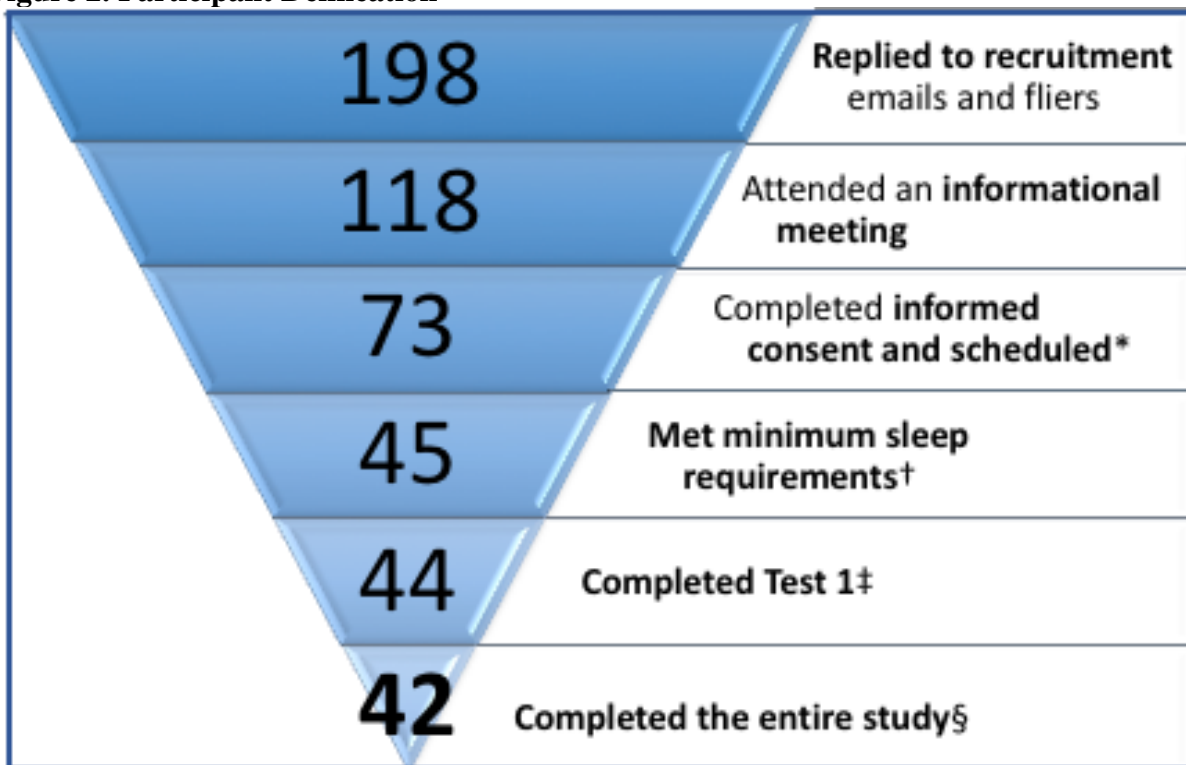 198
Replied to recruitment
emails and fliers
118
Attended an informational
meeting
73
Completed informed
consent and scheduled*
45
Met minimum sleep
requirements†
44
Completed Test 1‡
42
Completed the entire study§